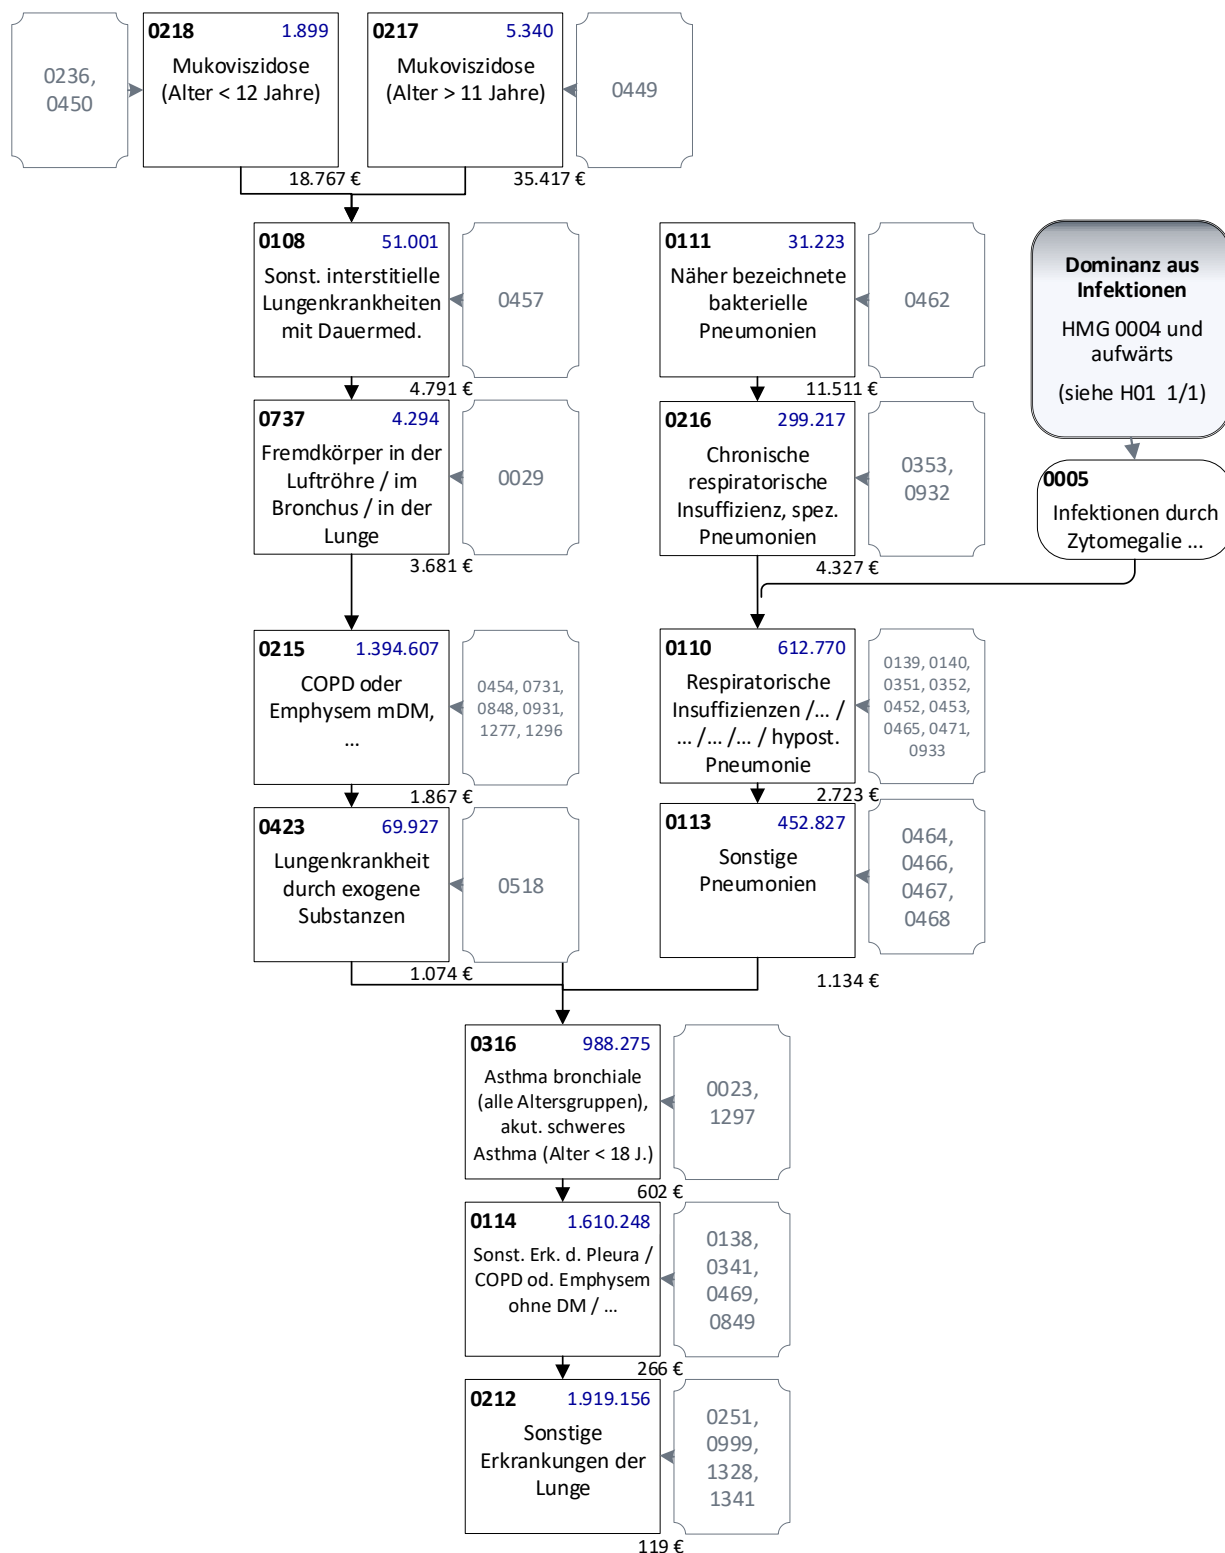 0218 1.899
Mukoviszidose
(Alter < 12 Jahre)
0236,
0450
18.767 €
0217 5.340
Mukoviszidose
(Alter > 11 Jahre)
0449
35.417 €
0108 51.001
Sonst. interstitielle
Lungenkrankheiten
mit Dauermed.
0457
4.791 €
0111 31.223
Näher bezeichnete
bakterielle
Pneumonien
0462
11.511 €
Dominanz aus
Infektionen
HMG 0004 und
aufwärts
(siehe H01 1/1)
0737 4.294
Fremdkörper in der
Luftröhre / im
Bronchus / in der
Lunge
0029
3.681 €
0216 299.217
Chronische
respiratorische
Insuffizienz, spez.
Pneumonien
0353,
0932
4.327 €
0005
Infektionen durch
Zytomegalie ...
0215 1.394.607
COPD oder
Emphysem mDM,
...
0454, 0731,
0848, 0931,
1277, 1296
1.867 €
0110 612.770
Respiratorische
Insuffizienzen /... /
... /... /... / hypost.
Pneumonie
0139, 0140,
0351, 0352,
0452, 0453,
0465, 0471,
0933
2.723 €
0423 69.927
Lungenkrankheit
durch exogene
Substanzen
0518
1.074 €
0113 452.827
Sonstige
Pneumonien
0464,
0466,
0467,
0468
1.134 €
0316 988.275
Asthma bronchiale
(alle Altersgruppen),
akut. schweres
Asthma (Alter < 18 J.)
0023,
1297
602 €
0114 1.610.248
Sonst. Erk. d. Pleura /
COPD od. Emphysem
ohne DM / ...
0138,
0341,
0469,
0849
266 €
0212 1.919.156
Sonstige
Erkrankungen der
Lunge
0251,
0999,
1328,
1341
119 €